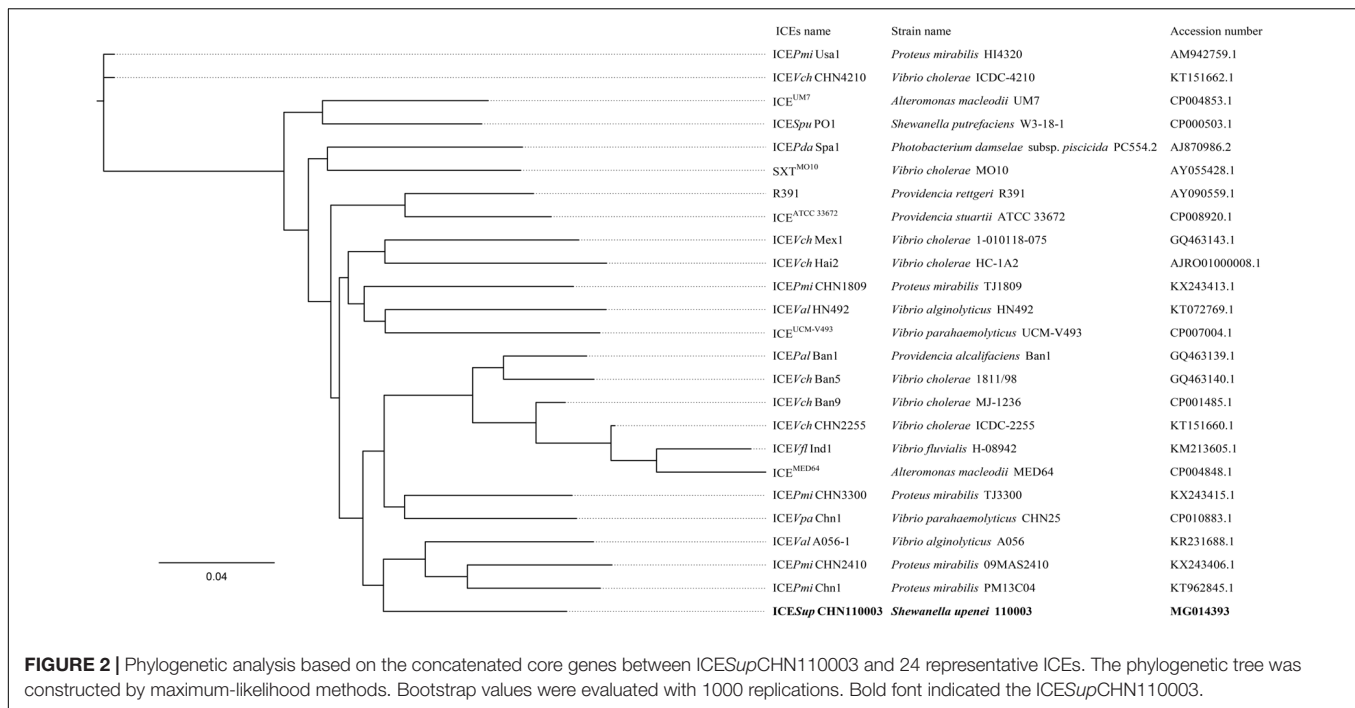 ICEs name Strain name Accession number
ICEPmi Usa1 Proteus mirabilis HI4320 AM942759.1
ICEVch CHN4210 Vibrio cholerae ICDC-4210 KT151662.1
ICE^UM7 Alteromonas macleodii UM7 CP004853.1
ICESpu PO1 Shewanella putrefaciens W3-18-1 CP000503.1
ICEPda Spa1 Photobacterium damselae subsp. piscicida PC554.2 AJ870986.2
SXT^MO10 Vibrio cholerae MO10 AY055428.1
R391 Providencia rettgeri R391 AY090559.1
ICE^ATCC 33672 Providencia stuartii ATCC 33672 CP008920.1
ICEVch Mex1 Vibrio cholerae 1-010118-075 GQ463143.1
ICEVch Hai2 Vibrio cholerae HC-1A2 AJRO01000008.1
ICEPmi CHN1809 Proteus mirabilis TJ1809 KX243413.1
ICEVal HN492 Vibrio alginolyticus HN492 KT072769.1
ICE^UCM-V493 Vibrio parahaemolyticus UCM-V493 CP007004.1
ICEPal Ban1 Providencia alcalifaciens Ban1 GQ463139.1
ICEVch Ban5 Vibrio cholerae 1811/98 GQ463140.1
ICEVch Ban9 Vibrio cholerae MJ-1236 CP001485.1
ICEVch CHN2255 Vibrio cholerae ICDC-2255 KT151660.1
ICEVfl Ind1 Vibrio fluvialis H-08942 KM213605.1
ICE^MED64 Alteromonas macleodii MED64 CP004848.1
ICEPmi CHN3300 Proteus mirabilis TJ3300 KX243415.1
ICEVpa Chn1 Vibrio parahaemolyticus CHN25 CP010883.1
ICEVal A056-1 Vibrio alginolyticus A056 KR231688.1
ICEPmi CHN2410 Proteus mirabilis 09MAS2410 KX243406.1
ICEPmi Chn1 Proteus mirabilis PM13C04 KT962845.1
ICESup CHN110003 Shewanella upenei 110003 MG014393
0.04
FIGURE 2 | Phylogenetic analysis based on the concatenated core genes between ICESupCHN110003 and 24 representative ICEs. The phylogenetic tree was
constructed by maximum-likelihood methods. Bootstrap values were evaluated with 1000 replications. Bold font indicated the ICESupCHN110003.